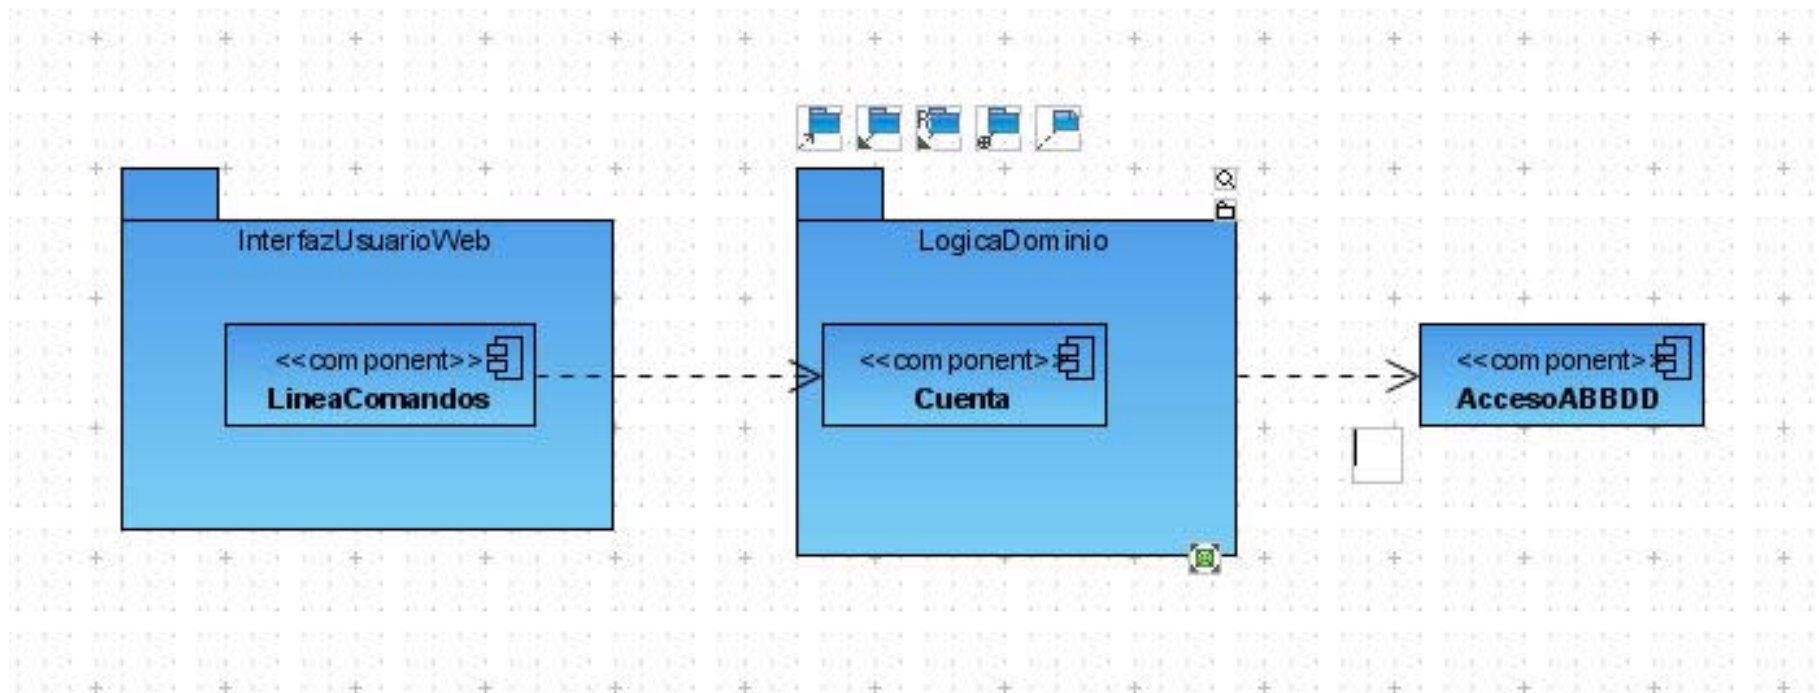 InterfazUsuarioWeb
<<component>>
LineaComandos
LogicaDominio
<<component>>
Cuenta
<<component>>
AccesoABBDD